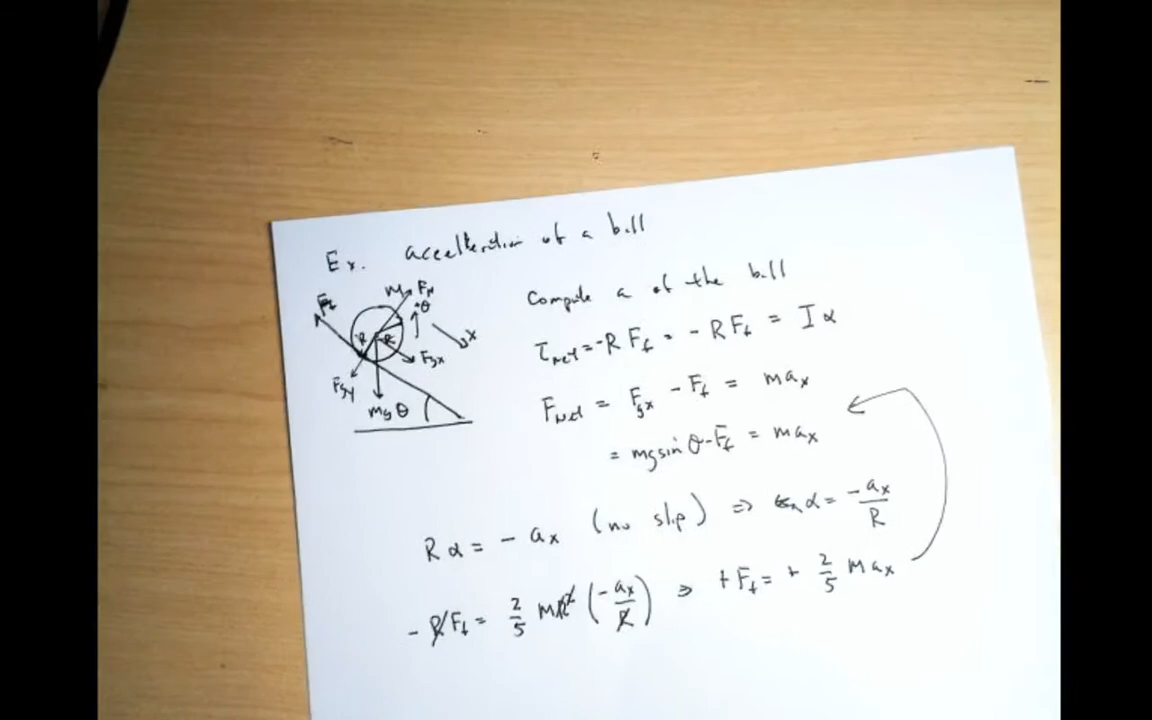 Ex. accelleration of a ball
Ff
M
FN
+θ
R
R
x
Fgx
Fgy
mg θ
Compute a of the ball
τnet = -R Ff = - R Ff = I α
Fnet = Fgx - Ff = max
= mg sin θ - Ff = max
R α = - ax (no slip) ⇒ α = -ax/R
- R Ff = 2/5 MR² (-ax/R) ⇒ + Ff = + 2/5 Max